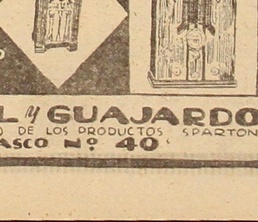 L y GUAJARDO
O DE LOS PRODUCTOS SPARTON
ASCO Nº 40